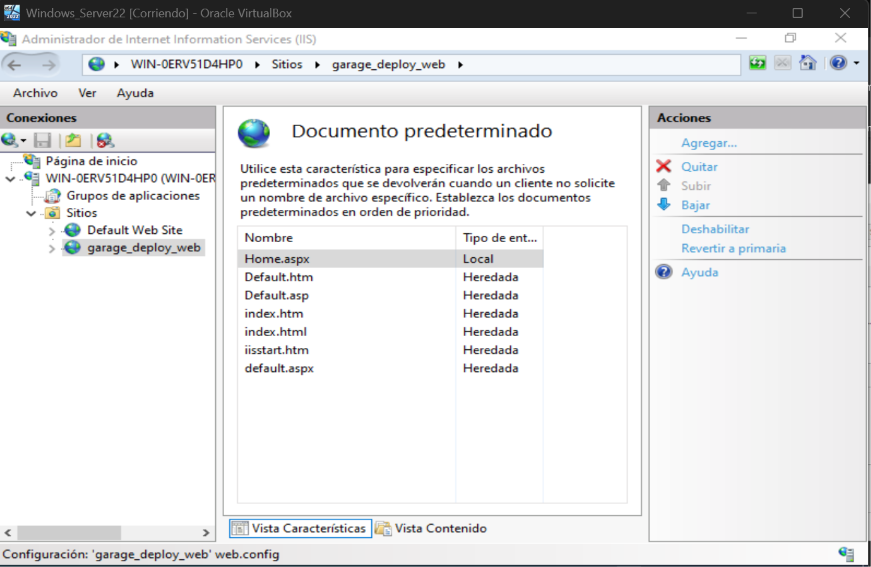 Windows_Server22 [Corriendo] - Oracle VirtualBox
Administrador de Internet Information Services (IIS)
WIN-0ERV51D4HP0 Sitios garage_deploy_web
Archivo Ver Ayuda
Conexiones
Página de inicio
WIN-0ERV51D4HP0 (WIN-0ER
Grupos de aplicaciones
Sitios
Default Web Site
garage_deploy_web
Documento predeterminado
Utilice esta característica para especificar los archivos
predeterminados que se devolverán cuando un cliente no solicite
un nombre de archivo específico. Establezca los documentos
predeterminados en orden de prioridad.
Nombre Tipo de ent...
Home.aspx Local
Default.htm Heredada
Default.asp Heredada
index.htm Heredada
index.html Heredada
iisstart.htm Heredada
default.aspx Heredada
Vista Características Vista Contenido
Acciones
Agregar...
Quitar
Subir
Bajar
Deshabilitar
Revertir a primaria
Ayuda
Configuración: 'garage_deploy_web' web.config